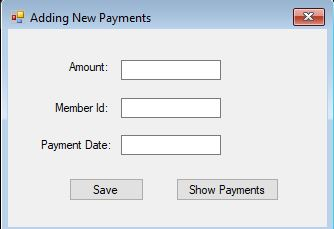 Adding New Payments
Amount:
Member Id:
Payment Date:
Save Show Payments